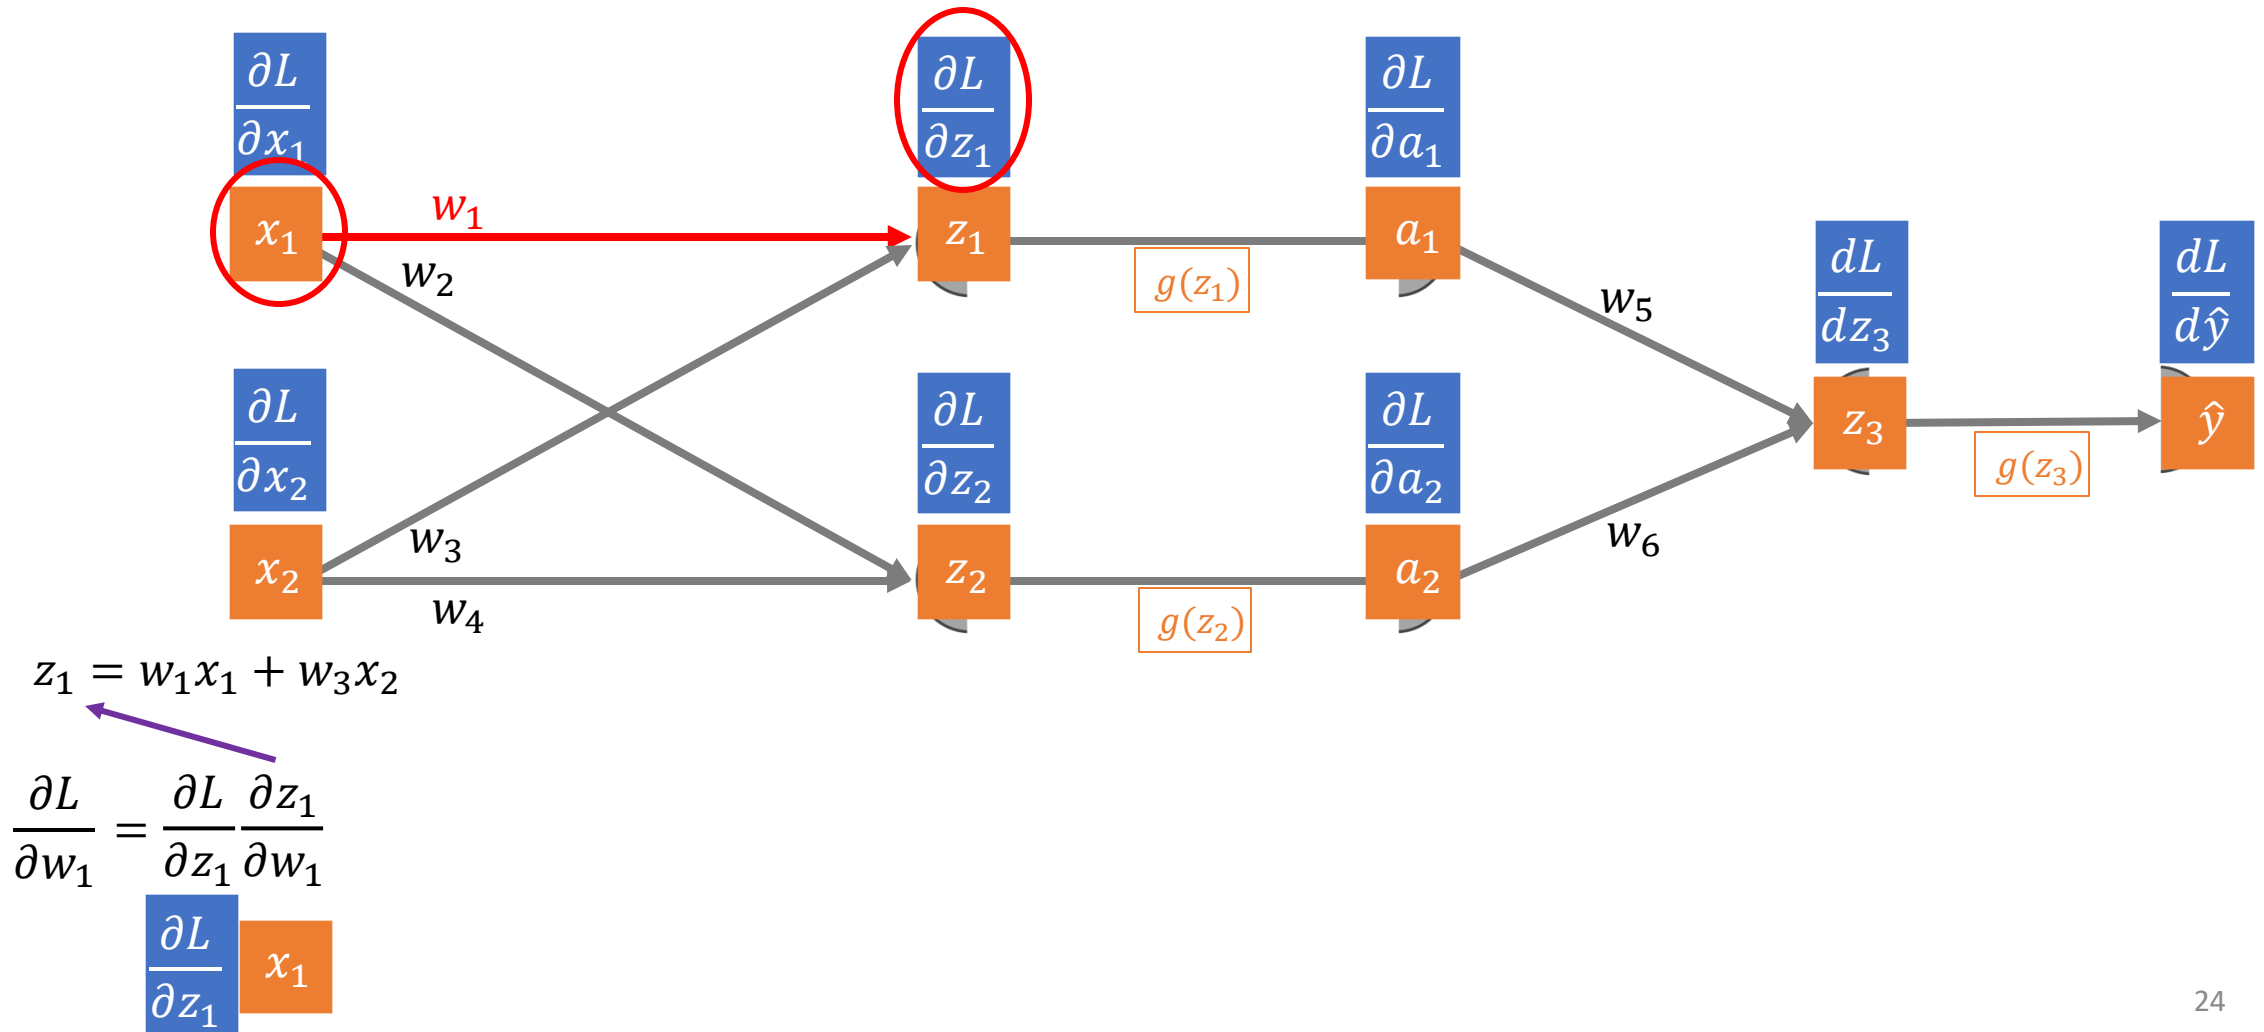 ∂L/∂x₁
∂L/∂z₁
∂L/∂a₁
x₁
w₁
z₁
g(z₁)
a₁
w₂
w₅
dL/dz₃
dL/dŷ
∂L/∂x₂
∂L/∂z₂
∂L/∂a₂
z₃
g(z₃)
ŷ
x₂
w₃
w₄
z₂
g(z₂)
a₂
w₆
z₁ = w₁x₁ + w₃x₂
∂L/∂w₁ = ∂L/∂z₁ ∂z₁/∂w₁
∂L/∂z₁ x₁
24